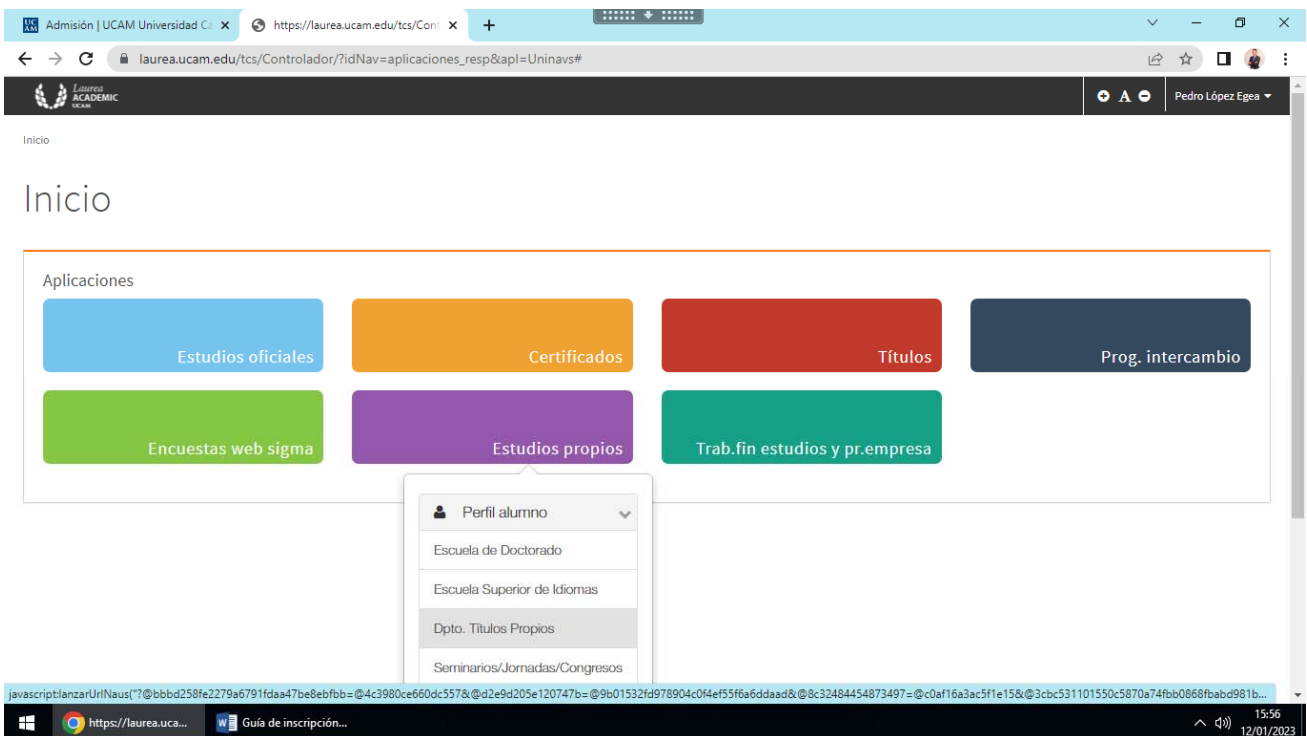 UC AM Admisión | UCAM Universidad Ca
https://laurea.ucam.edu/tcs/Cont
laurea.ucam.edu/tcs/Controlador/?idNav=aplicaciones_resp&apl=Uninavs#
Laurea
ACADEMIC
UCAM
A
Pedro López Egea
Inicio
Inicio
Aplicaciones
Estudios oficiales
Certificados
Títulos
Prog. intercambio
Encuestas web sigma
Estudios propios
Trab.fin estudios y pr.empresa
Perfil alumno
Escuela de Doctorado
Escuela Superior de Idiomas
Dpto. Titulos Propios
Seminarios/Jornadas/Congresos
javascript:lanzarUrlNaus("?@bbbd258fe2279a6791fdaa47be8ebfbb=@4c3980ce660dc557&@d2e9d205e120747b=@9b01532fd978904c0f4ef55f6a6ddaad&@8c32484454873497=@c0af16a3ac5f1e15&@3cbc531101550c5870a74fbb0868fbabd981b...
https://laurea.uca...
Guía de inscripción...
15:56
12/01/2023